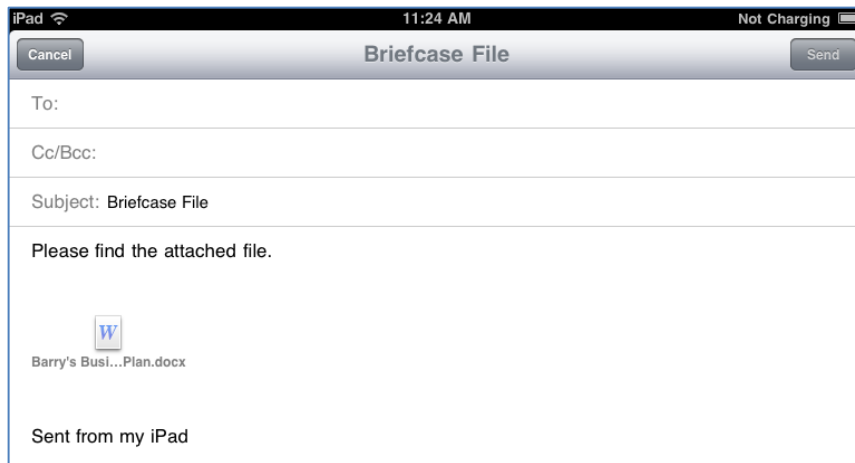 iPad 11:24 AM Not Charging
Cancel Briefcase File Send
To:
Cc/Bcc:
Subject: Briefcase File
Please find the attached file.
W
Barry's Busi...Plan.docx
Sent from my iPad